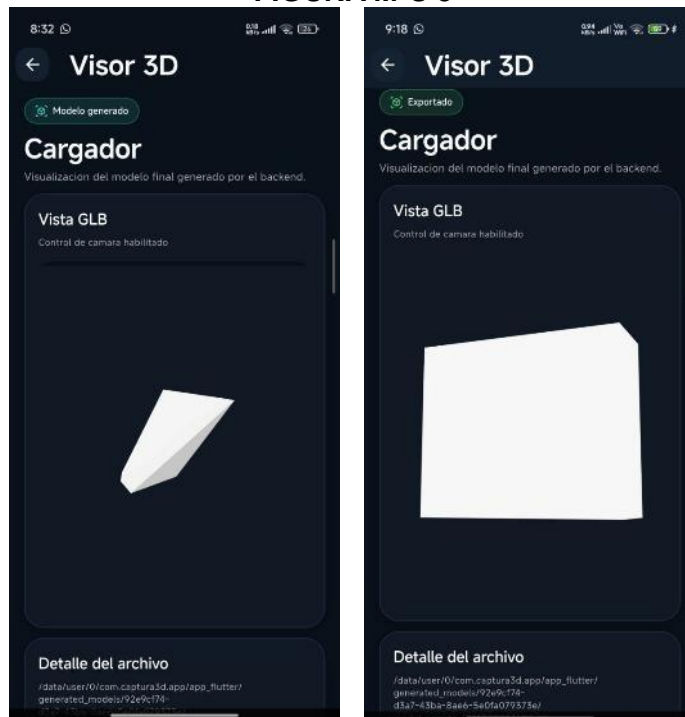 8:32
Visor 3D
Modelo generado
Cargador
Visualizacion del modelo final generado por el backend.
Vista GLB
Control de camara habilitado
Detalle del archivo
/data/user/0/com.captura3d.app/app_flutter/
generated_models/92e9cf74-
9:18
Visor 3D
Exportado
Cargador
Visualizacion del modelo final generado por el backend.
Vista GLB
Control de camara habilitado
Detalle del archivo
/data/user/0/com.captura3d.app/app_flutter/
generated_models/92e9cf74-
d3a7-43ba-8ae6-5e0fa079373e/